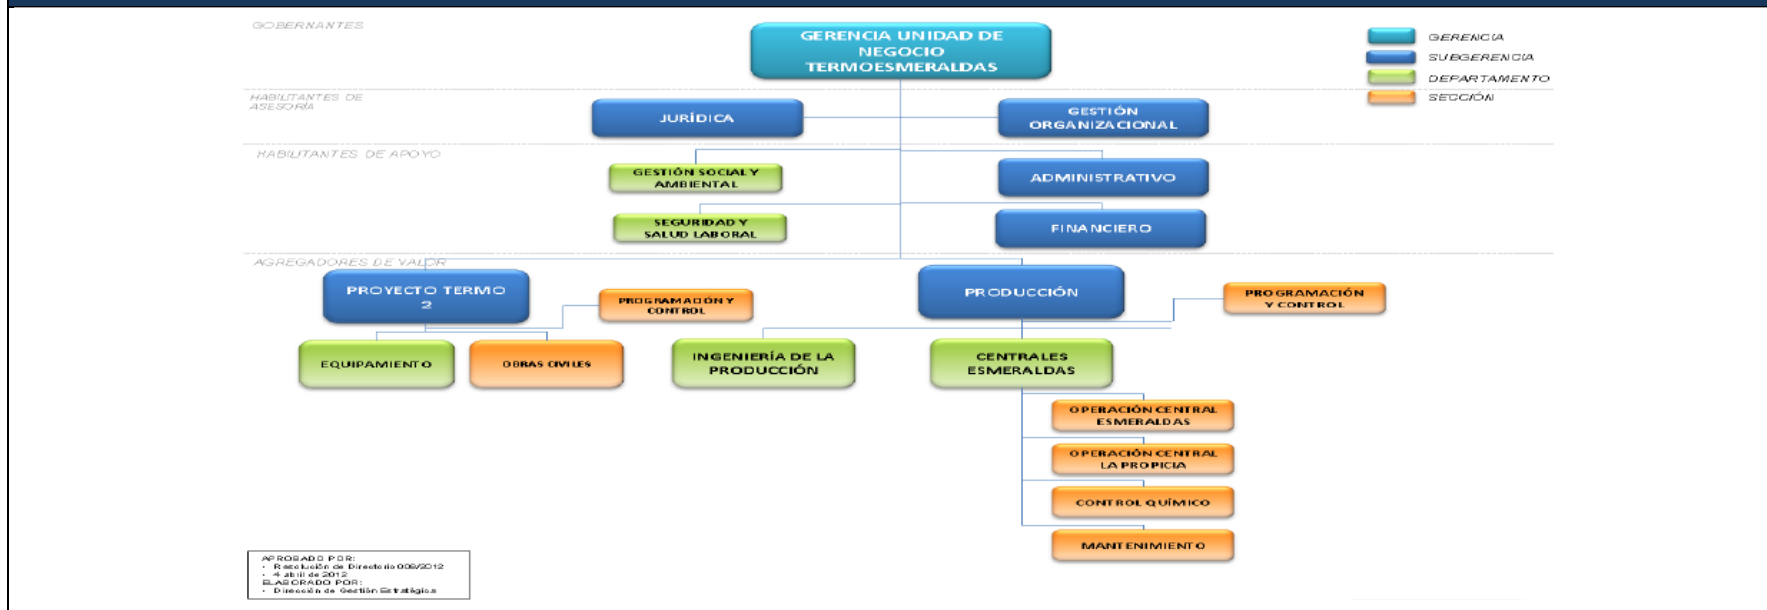 GOBERNANTES
GERENCIA UNIDAD DE
NEGOCIO
TERMOESMERALDAS
GERENCIA
SUBGERENCIA
DEPARTAMENTO
SECCIÓN
HABILITANTES DE
ASESORÍA
JURÍDICA
GESTIÓN
ORGANIZACIONAL
HABILITANTES DE APOYO
GESTIÓN SOCIAL Y
AMBIENTAL
ADMINISTRATIVO
SEGURIDAD Y
SALUD LABORAL
FINANCIERO
AGREGADORES DE VALOR
PROYECTO TERMO
2
PROGRAMACIÓN Y
CONTROL
PRODUCCIÓN
PROGRAMACIÓN
Y CONTROL
EQUIPAMIENTO
OBRAS CIVILES
INGENIERÍA DE LA
PRODUCCIÓN
CENTRALES
ESMERALDAS
OPERACIÓN CENTRAL
ESMERALDAS
OPERACIÓN CENTRAL
LA PROPICIA
CONTROL QUÍMICO
MANTENIMIENTO
APROBADO POR:
- Resolución de Directorio 006/2012
- 4 abril de 2012
ELABORADO POR:
- Dirección de Gestión Estratégica